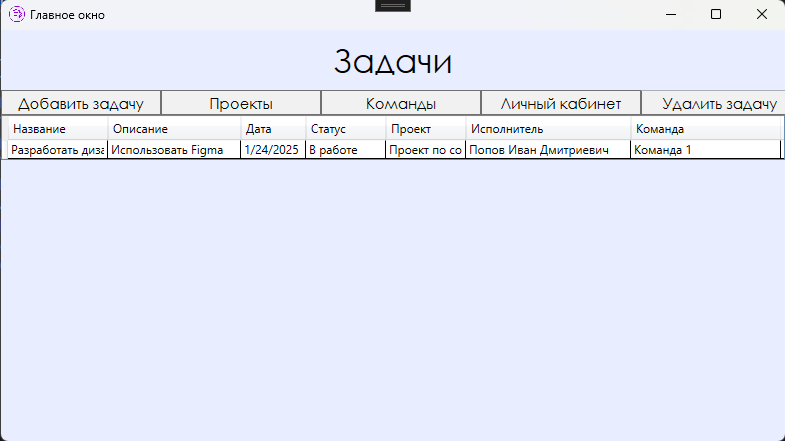 Главное окно
Задачи
Добавить задачу Проекты Команды Личный кабинет Удалить задачу
Название Описание Дата Статус Проект Исполнитель Команда
Разработать диза Использовать Figma 1/24/2025 В работе Проект по со Попов Иван Дмитриевич Команда 1